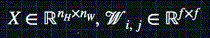 X ∈ ℝ^{n_H×n_W}, 𝒲_{i, j} ∈ ℝ^{f×f}